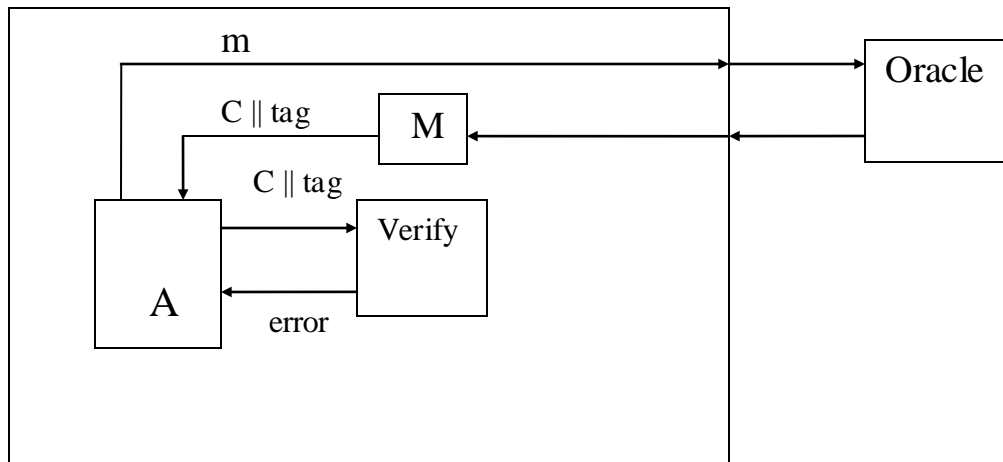 m
Oracle
C || tag
M
C || tag
Verify
A
error